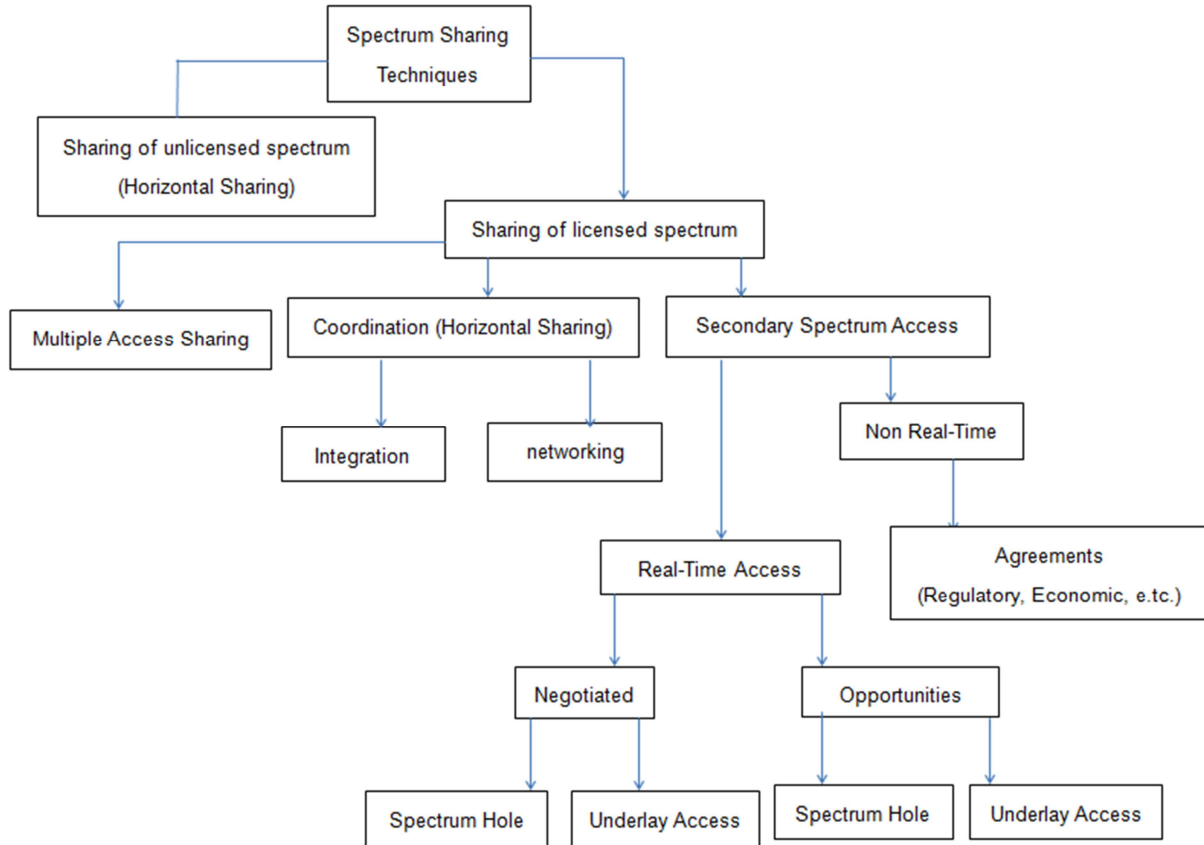 Spectrum Sharing
Techniques
Sharing of unlicensed spectrum
(Horizontal Sharing)
Sharing of licensed spectrum
Multiple Access Sharing
Coordination (Horizontal Sharing)
Secondary Spectrum Access
Integration
networking
Non Real-Time
Real-Time Access
Agreements
(Regulatory, Economic, e.tc.)
Negotiated
Opportunities
Spectrum Hole
Underlay Access
Spectrum Hole
Underlay Access